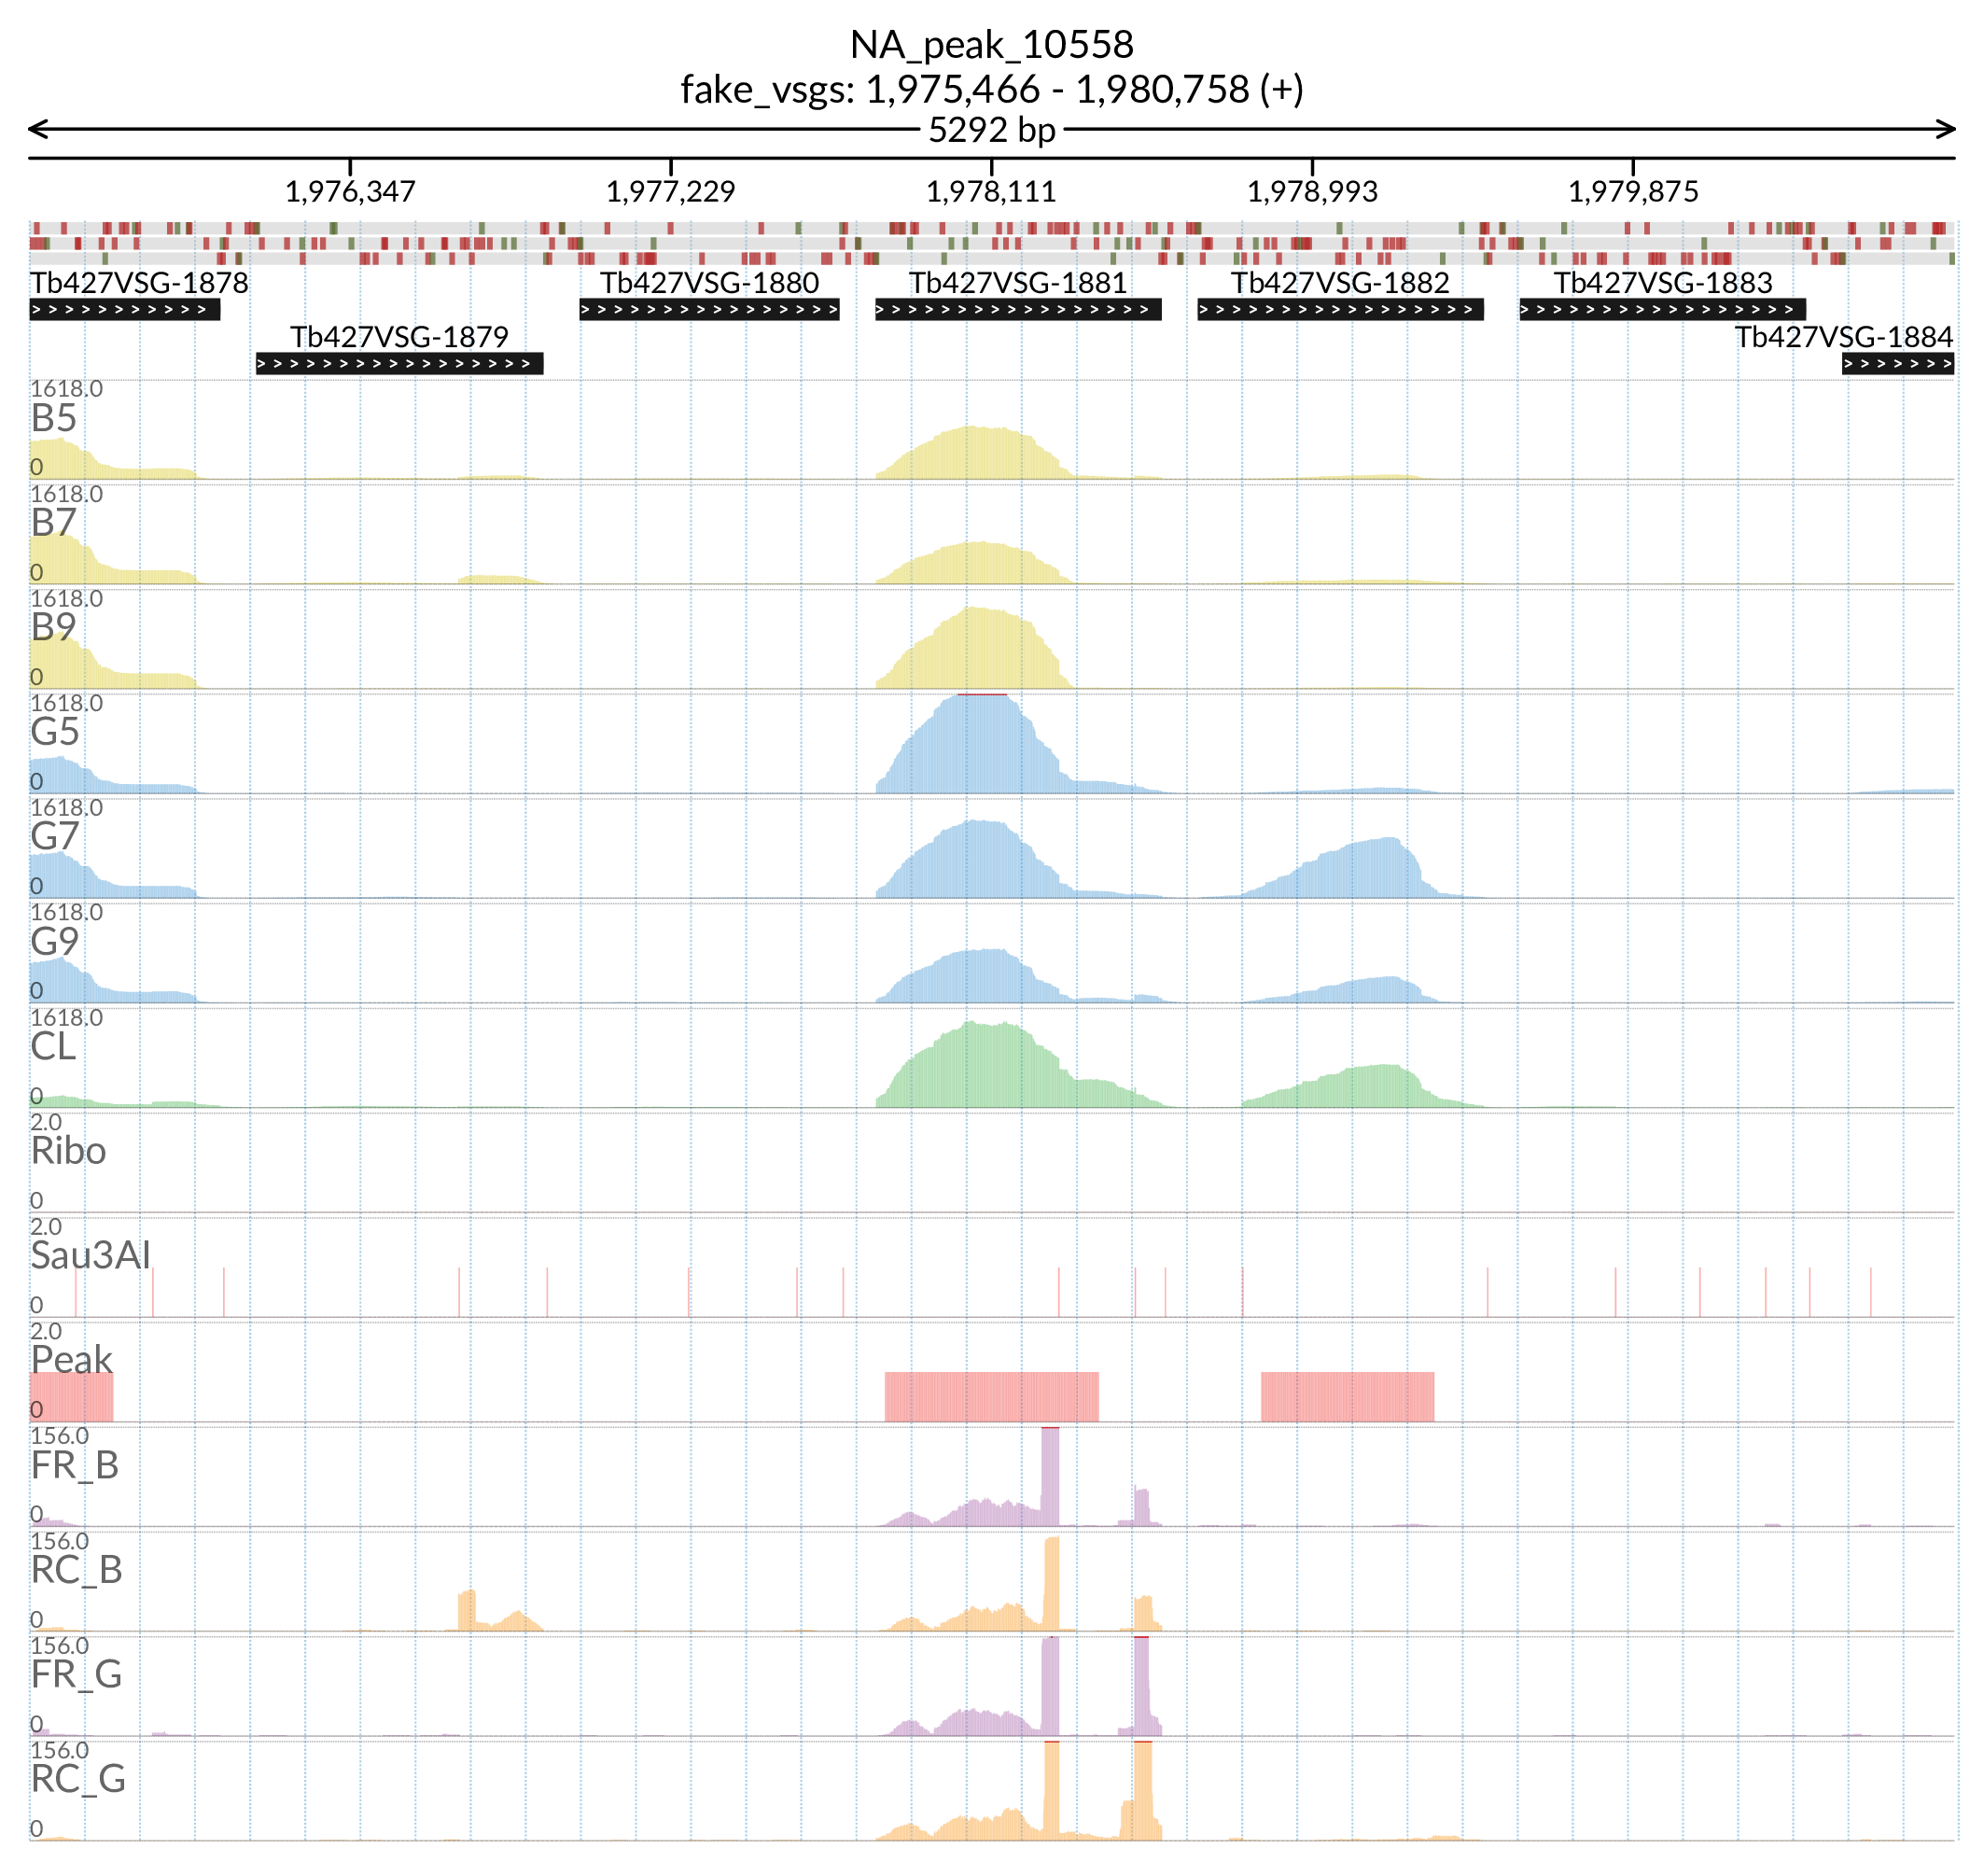 NA_peak_10558
fake_vsgs: 1,975,466 - 1,980,758 (+)
5292 bp
1,976,347 1,977,229 1,978,111 1,978,993 1,979,875
Tb427VSG-1878 Tb427VSG-1880 Tb427VSG-1881 Tb427VSG-1882 Tb427VSG-1883
Tb427VSG-1879 Tb427VSG-1884
1618.0
B5
0
1618.0
B7
0
1618.0
B9
0
1618.0
G5
0
1618.0
G7
0
1618.0
G9
0
1618.0
CL
0
2.0
Ribo
0
2.0
Sau3AI
0
2.0
Peak
0
156.0
FR_B
0
156.0
RC_B
0
156.0
FR_G
0
156.0
RC_G
0